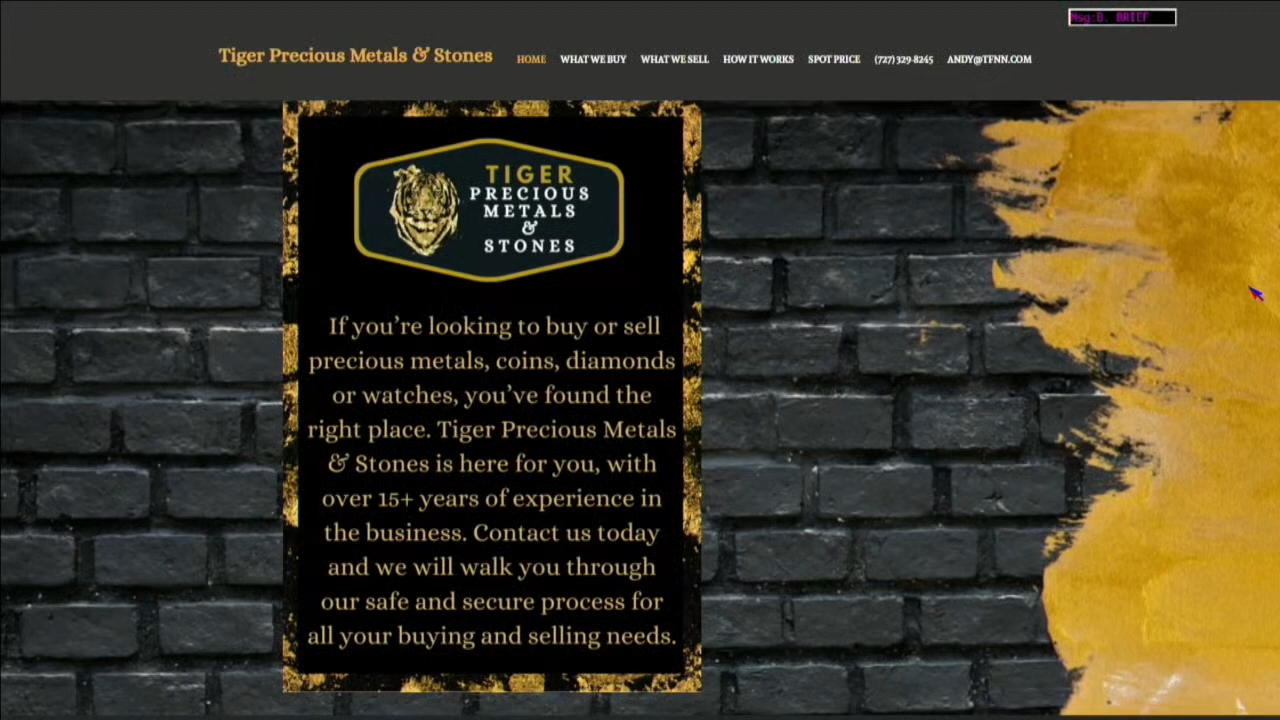 Msg:B. BRIEF
Tiger Precious Metals & Stones HOME WHAT WE BUY WHAT WE SELL HOW IT WORKS SPOT PRICE (727) 329-8245 ANDY@TFNN.COM
TIGER
PRECIOUS
METALS
&
STONES
If you’re looking to buy or sell
precious metals, coins, diamonds
or watches, you’ve found the
right place. Tiger Precious Metals
& Stones is here for you, with
over 15+ years of experience in
the business. Contact us today
and we will walk you through
our safe and secure process for
all your buying and selling needs.